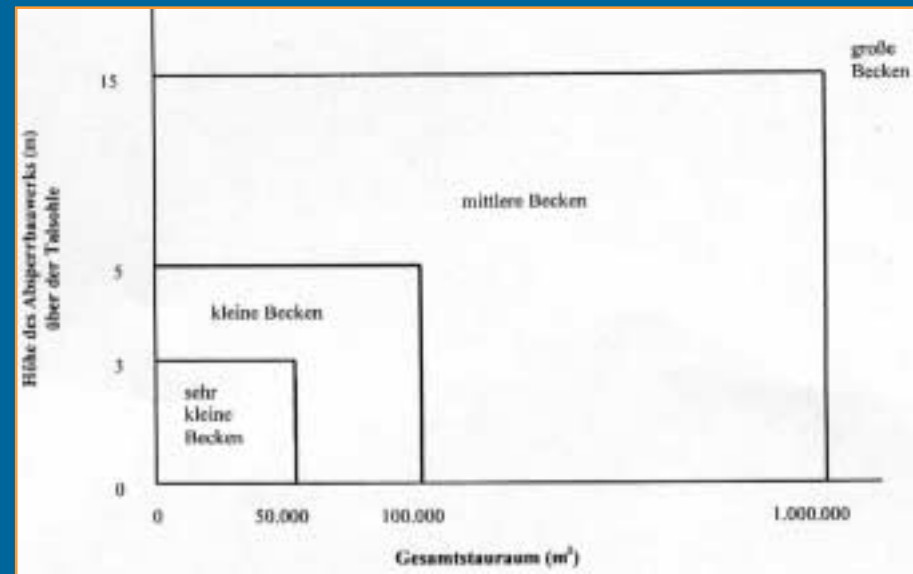 große
Becken
15
mittlere Becken
Höhe des Absperrbauwerks (m)
über der Talsohle
5
kleine Becken
3
sehr
kleine
Becken
0
0
50.000
100.000
1.000.000
Gesamtstauraum (m³)